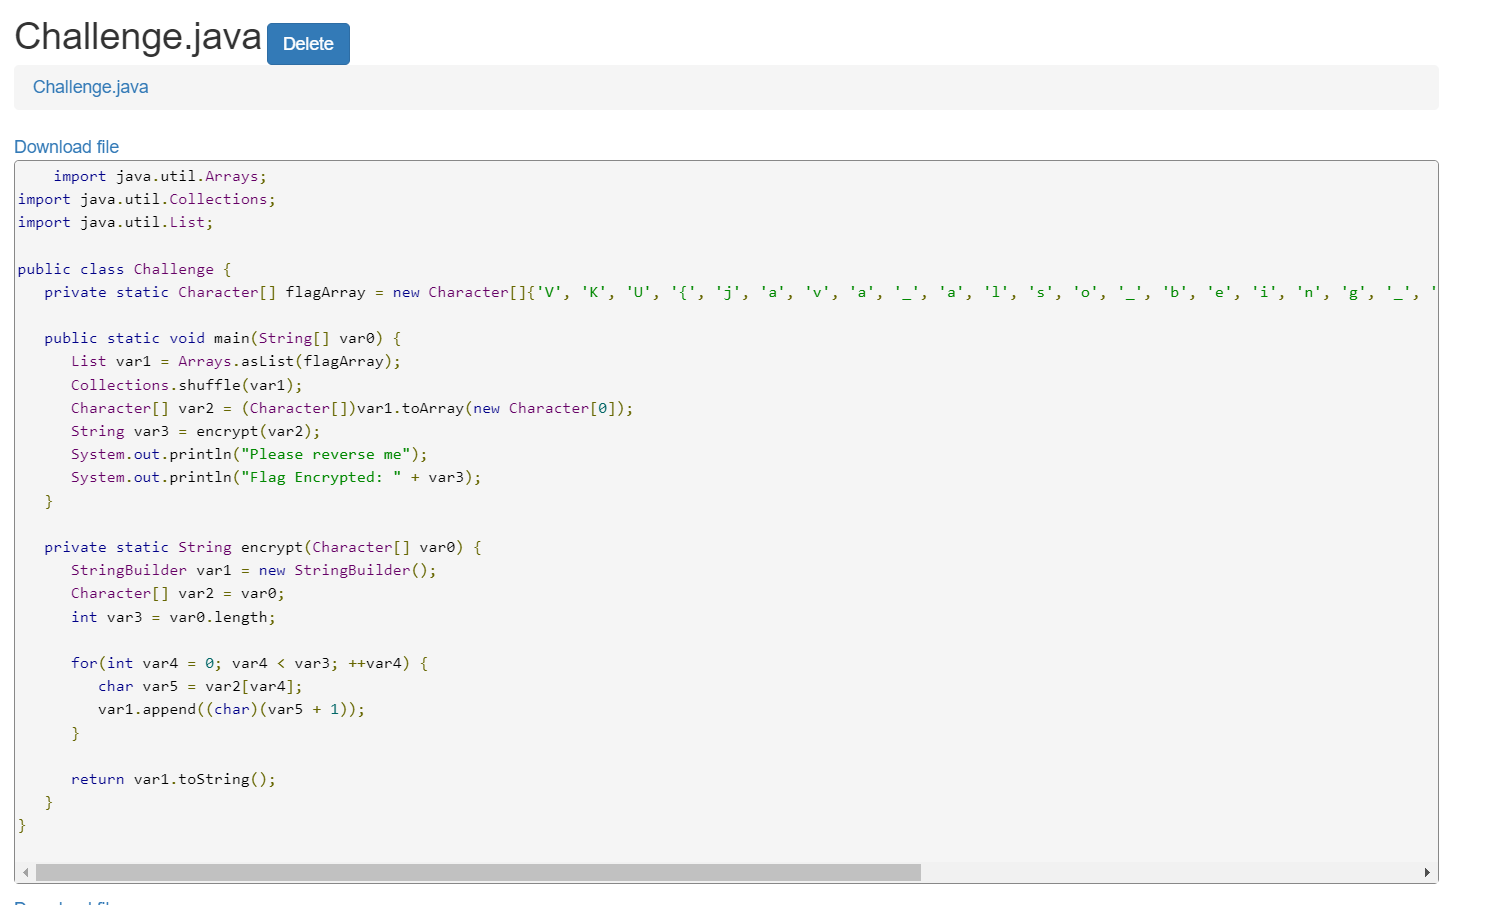 Challenge.java Delete
Challenge.java
Download file
    import java.util.Arrays;
import java.util.Collections;
import java.util.List;

public class Challenge {
   private static Character[] flagArray = new Character[]{'V', 'K', 'U', '{', 'j', 'a', 'v', 'a', '_', 'a', 'l', 's', 'o', '_', 'b', 'e', 'i', 'n', 'g', '_', '

   public static void main(String[] var0) {
      List var1 = Arrays.asList(flagArray);
      Collections.shuffle(var1);
      Character[] var2 = (Character[])var1.toArray(new Character[0]);
      String var3 = encrypt(var2);
      System.out.println("Please reverse me");
      System.out.println("Flag Encrypted: " + var3);
   }

   private static String encrypt(Character[] var0) {
      StringBuilder var1 = new StringBuilder();
      Character[] var2 = var0;
      int var3 = var0.length;

      for(int var4 = 0; var4 < var3; ++var4) {
         char var5 = var2[var4];
         var1.append((char)(var5 + 1));
      }

      return var1.toString();
   }
}